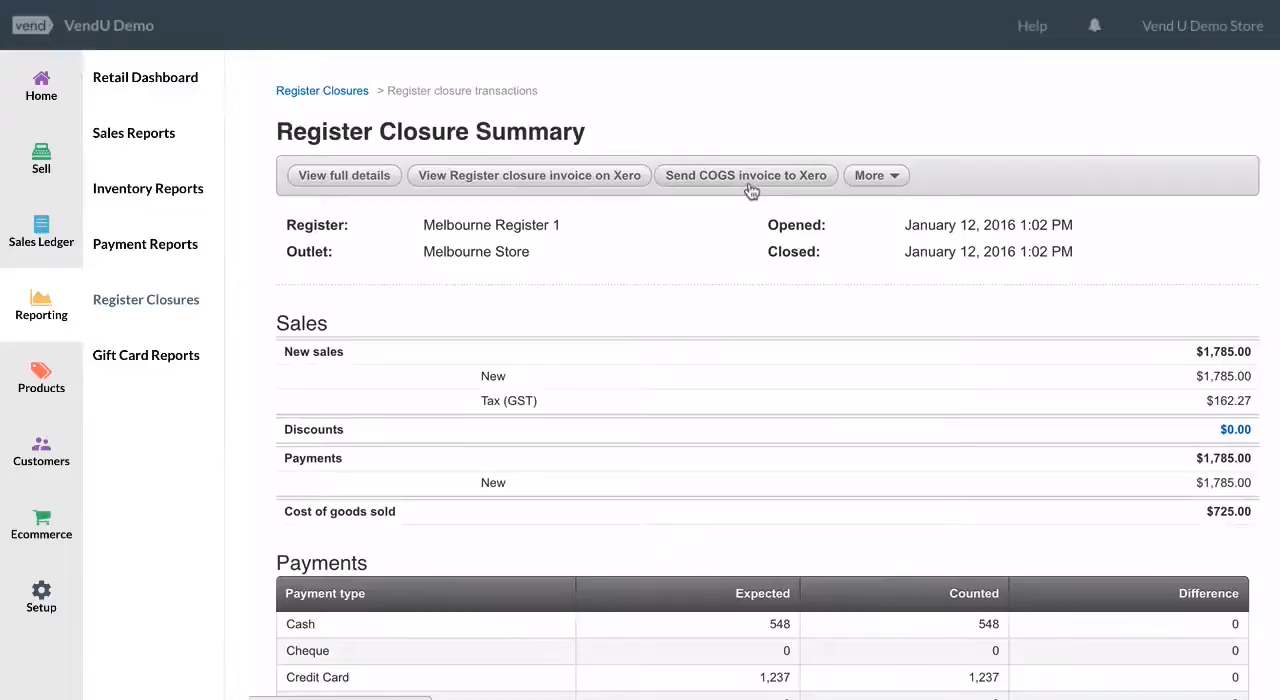 vend VendU Demo Help Vend U Demo Store
Home
Sell
Sales Ledger
Reporting
Products
Customers
Ecommerce
Setup
Retail Dashboard
Sales Reports
Inventory Reports
Payment Reports
Register Closures
Gift Card Reports
Register Closures > Register closure transactions
Register Closure Summary
View full details View Register closure invoice on Xero Send COGS invoice to Xero More
Register: Melbourne Register 1 Opened: January 12, 2016 1:02 PM
Outlet: Melbourne Store Closed: January 12, 2016 1:02 PM
Sales
New sales $1,785.00
New $1,785.00
Tax (GST) $162.27
Discounts $0.00
Payments $1,785.00
New $1,785.00
Cost of goods sold $725.00
Payments
Payment type Expected Counted Difference
Cash 548 548 0
Cheque 0 0 0
Credit Card 1,237 1,237 0